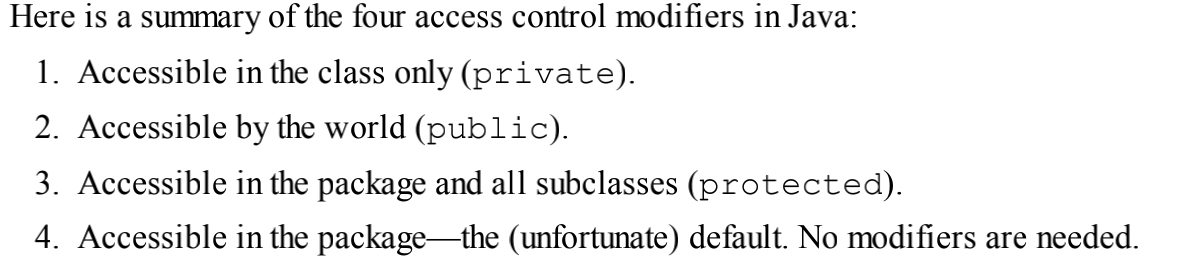 Here is a summary of the four access control modifiers in Java:
1. Accessible in the class only (private).
2. Accessible by the world (public).
3. Accessible in the package and all subclasses (protected).
4. Accessible in the package—the (unfortunate) default. No modifiers are needed.